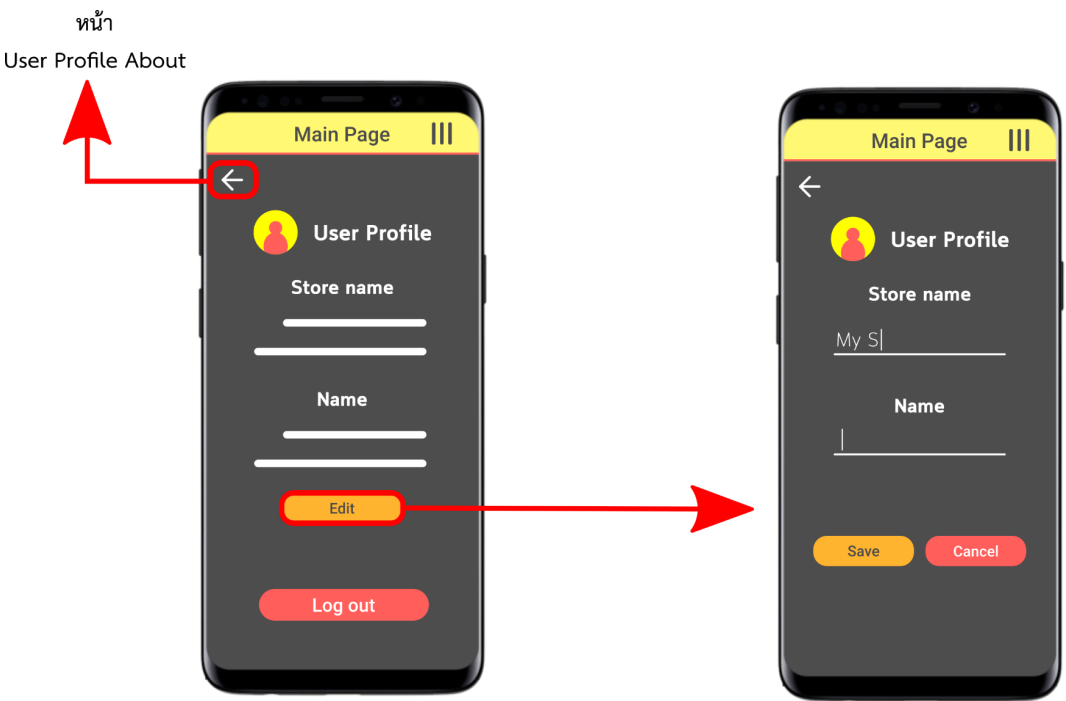 หน้า
User Profile About
Main Page
User Profile
Store name
Name
Edit
Log out
Main Page
User Profile
Store name
My S
Name
Save
Cancel